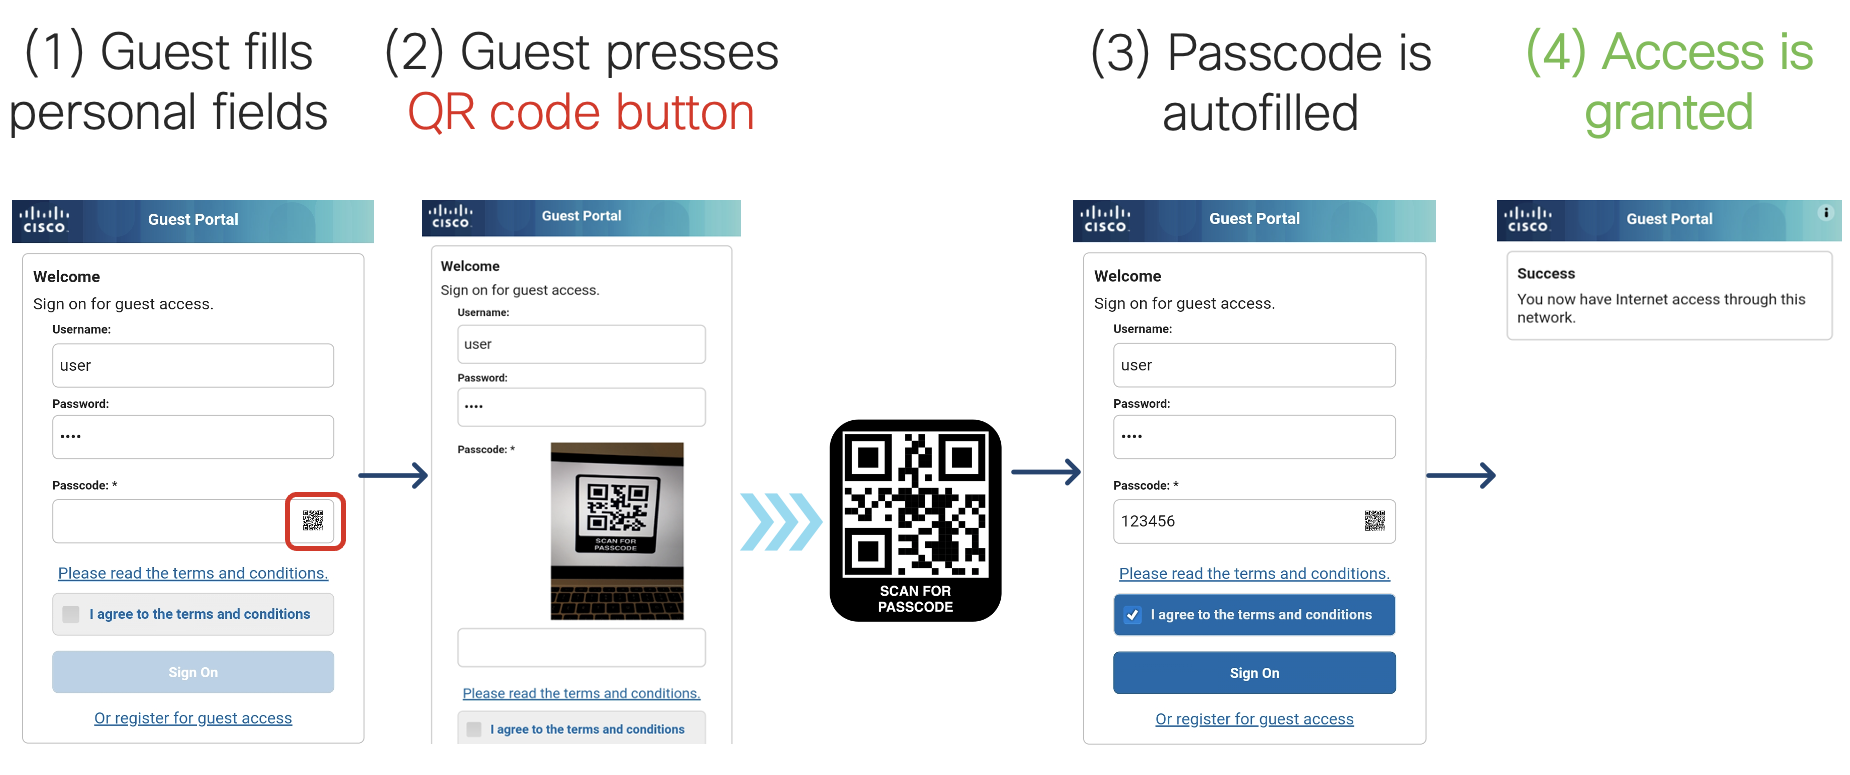 (1) Guest fills
personal fields
(2) Guest presses
QR code button
(3) Passcode is
autofilled
(4) Access is
granted
CISCO
Guest Portal
Welcome
Sign on for guest access.
Username:
user
Password:
••••
Passcode: *
Please read the terms and conditions.
I agree to the terms and conditions
Sign On
Or register for guest access
CISCO
Guest Portal
Welcome
Sign on for guest access.
Username:
user
Password:
••••
Passcode: *
SCAN FOR
PASSCODE
Please read the terms and conditions.
I agree to the terms and conditions
SCAN FOR
PASSCODE
CISCO
Guest Portal
Welcome
Sign on for guest access.
Username:
user
Password:
••••
Passcode: *
123456
Please read the terms and conditions.
I agree to the terms and conditions
Sign On
Or register for guest access
CISCO
Guest Portal
i
Success
You now have Internet access through this
network.